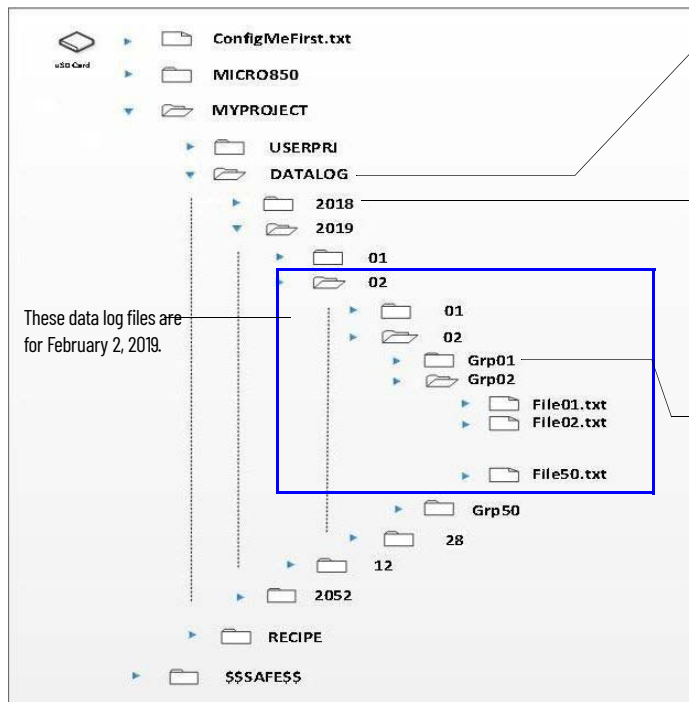 ConfigMeFirst.txt
uSD Card
MICRO850
MYPROJECT
USERPRJ
DATALOG
2018
2019
01
02
01
These data log files are
for February 2, 2019.
02
Grp01
Grp02
File01.txt
File02.txt
File50.txt
Grp50
28
12
2052
RECIPE
$$SAFE$$